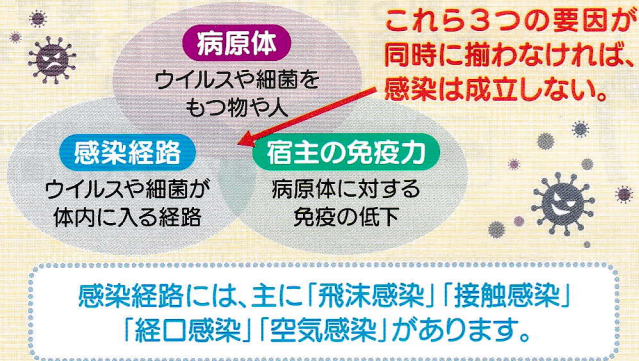 病原体
ウイルスや細菌を
もつ物や人
これら3つの要因が
同時に揃わなければ、
感染は成立しない。
感染経路
ウイルスや細菌が
体内に入る経路
宿主の免疫力
病原体に対する
免疫の低下
感染経路には、主に「飛沫感染」「接触感染」
「経口感染」「空気感染」があります。